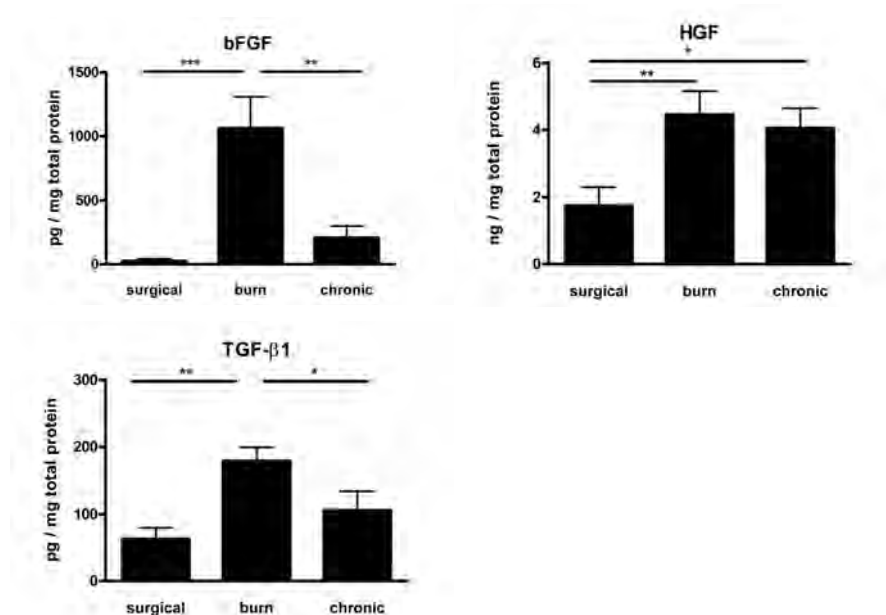 bFGF
pg / mg total protein
1500
1000
500
0
***
**
surgical burn chronic
HGF
ng / mg total protein
6
4
2
0
*
**
surgical burn chronic
TGF-β1
pg / mg total protein
300
200
100
0
**
*
surgical burn chronic